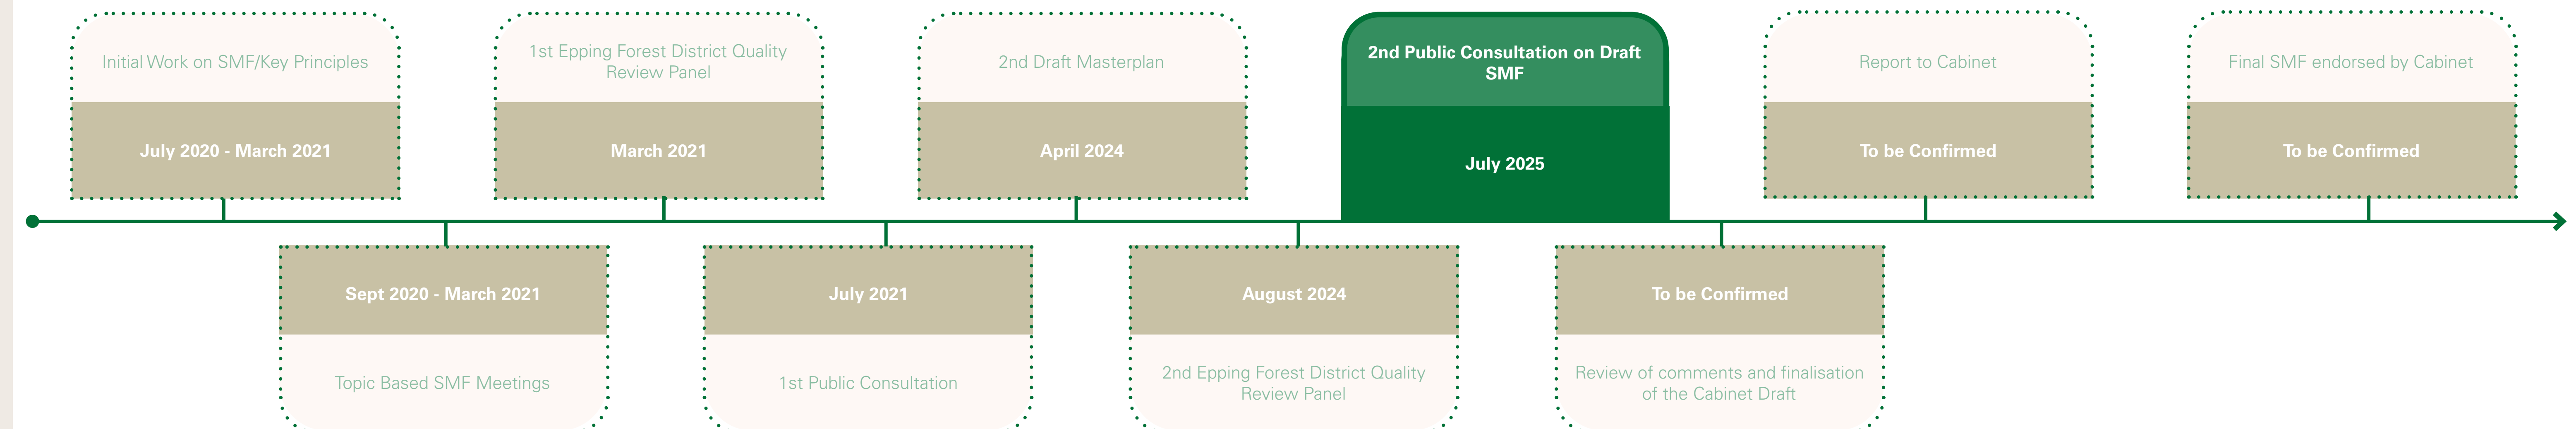 Initial Work on SMF/Key Principles
July 2020 - March 2021
Sept 2020 - March 2021
Topic Based SMF Meetings
1st Epping Forest District Quality
Review Panel
March 2021
July 2021
1st Public Consultation
2nd Draft Masterplan
April 2024
August 2024
2nd Epping Forest District Quality
Review Panel
2nd Public Consultation on Draft
SMF
July 2025
To be Confirmed
Review of comments and finalisation
of the Cabinet Draft
Report to Cabinet
To be Confirmed
Final SMF endorsed by Cabinet
To be Confirmed